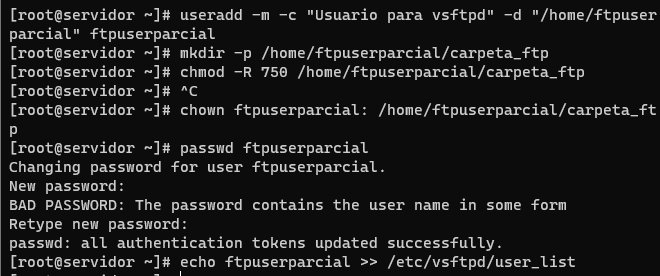 [root@servidor ~]# useradd -m -c "Usuario para vsftpd" -d "/home/ftpuser
parcial" ftpuserparcial
[root@servidor ~]# mkdir -p /home/ftpuserparcial/carpeta_ftp
[root@servidor ~]# chmod -R 750 /home/ftpuserparcial/carpeta_ftp
[root@servidor ~]# ^C
[root@servidor ~]# chown ftpuserparcial: /home/ftpuserparcial/carpeta_ft
p
[root@servidor ~]# passwd ftpuserparcial
Changing password for user ftpuserparcial.
New password:
BAD PASSWORD: The password contains the user name in some form
Retype new password:
passwd: all authentication tokens updated successfully.
[root@servidor ~]# echo ftpuserparcial >> /etc/vsftpd/user_list